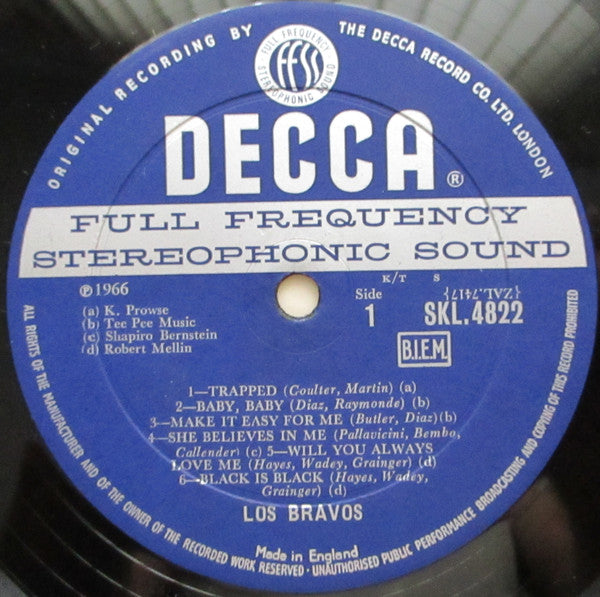 ORIGINAL RECORDING BY
FULL FREQUENCY
ffss
STEREOPHONIC SOUND
THE DECCA RECORD CO. LTD. LONDON
DECCA®
FULL FREQUENCY
STEREOPHONIC SOUND
℗1966
(a) K. Prowse
(b) Tee Pee Music
(c) Shapiro Bernstein
(d) Robert Mellin
K/T S
Side
1
{ZAL.7417}
SKL.4822
B.I.E.M.
1—TRAPPED (Coulter, Martin) (a)
2—BABY, BABY (Diaz, Raymonde) (b)
3—MAKE IT EASY FOR ME (Butler, Diaz)(b)
4—SHE BELIEVES IN ME (Pallavicini, Bembo,
Callender) (c) 5—WILL YOU ALWAYS
LOVE ME (Hayes, Wadey, Grainger) (d)
6—BLACK IS BLACK (Hayes, Wadey,
Grainger) (d)
LOS BRAVOS
Made in England
ALL RIGHTS OF THE MANUFACTURER AND OF THE OWNER OF THE RECORDED WORK RESERVED · UNAUTHORISED PUBLIC PERFORMANCE BROADCASTING AND COPYING OF THIS RECORD PROHIBITED